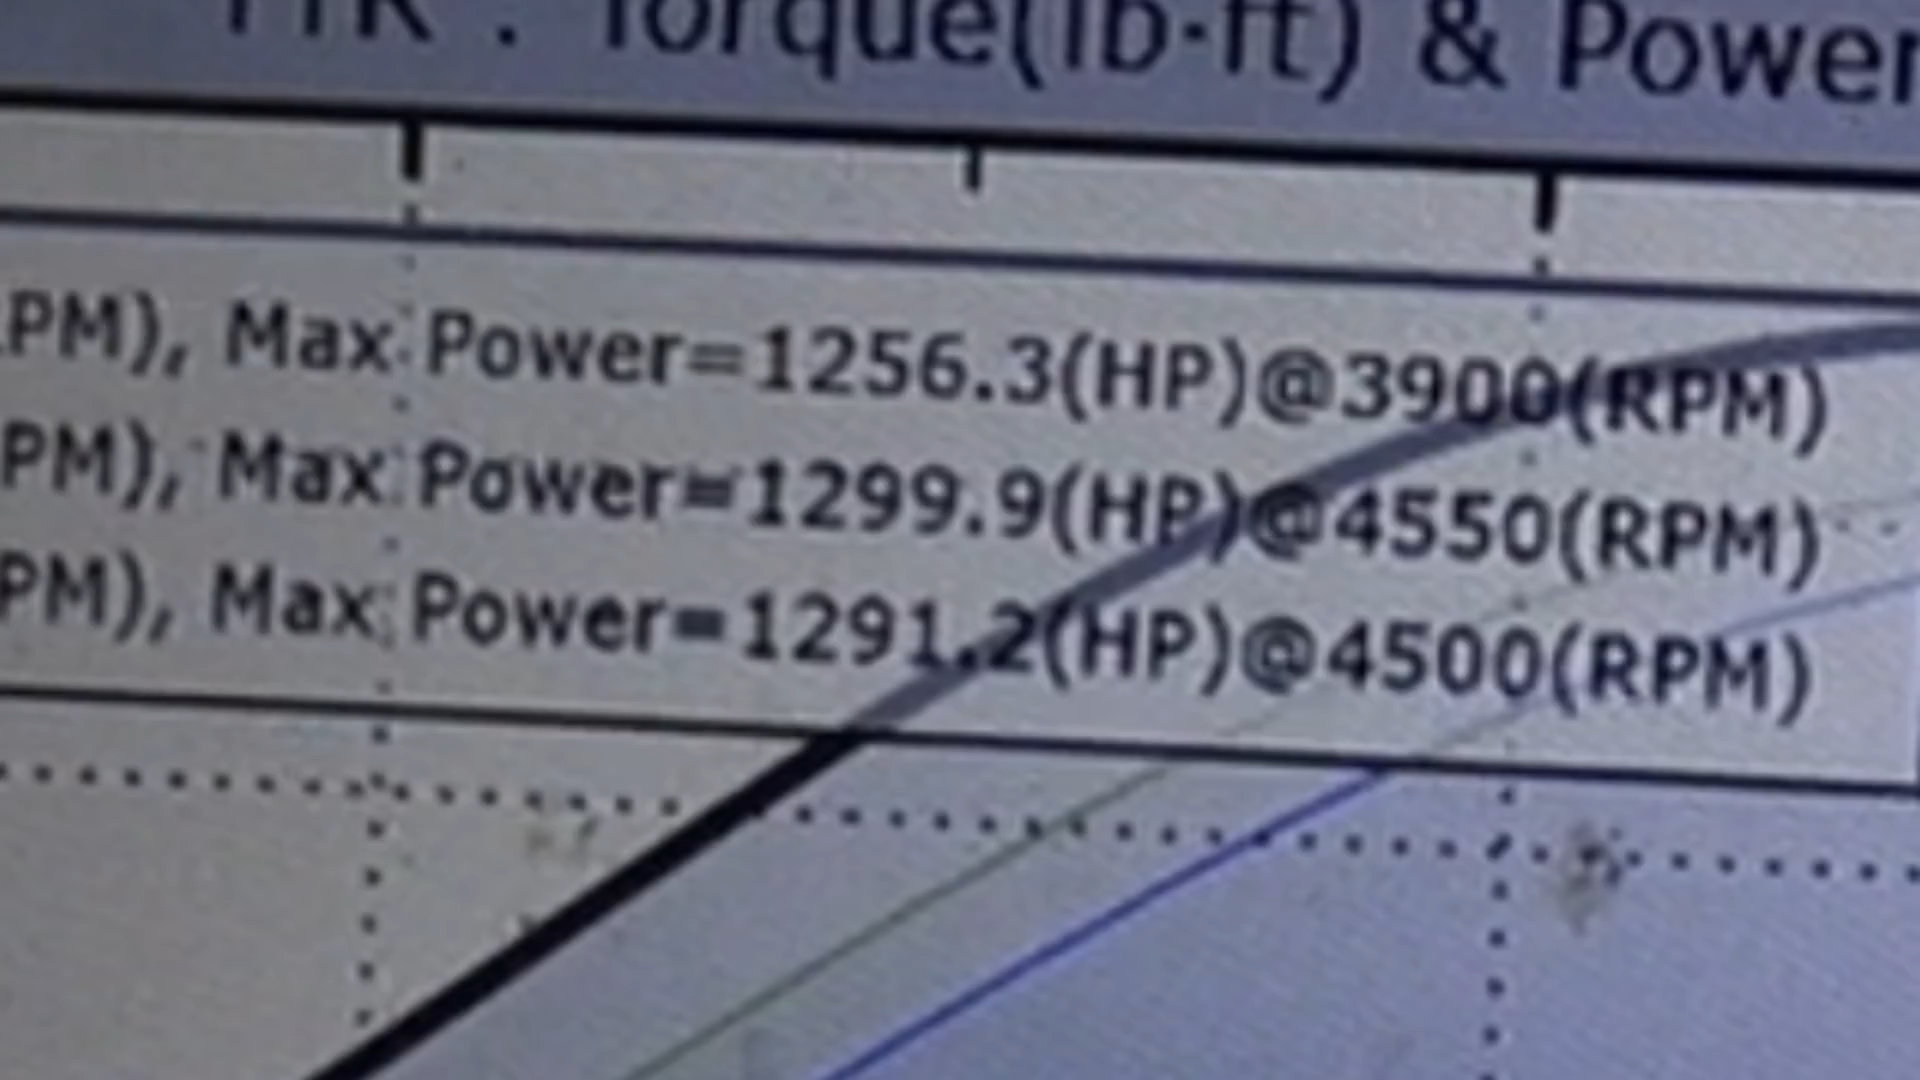 : Torque(lb·ft) & Power
RPM), Max Power=1256.3(HP)@3900(RPM)
PM), Max Power=1299.9(HP)@4550(RPM)
PM), Max Power=1291.2(HP)@4500(RPM)